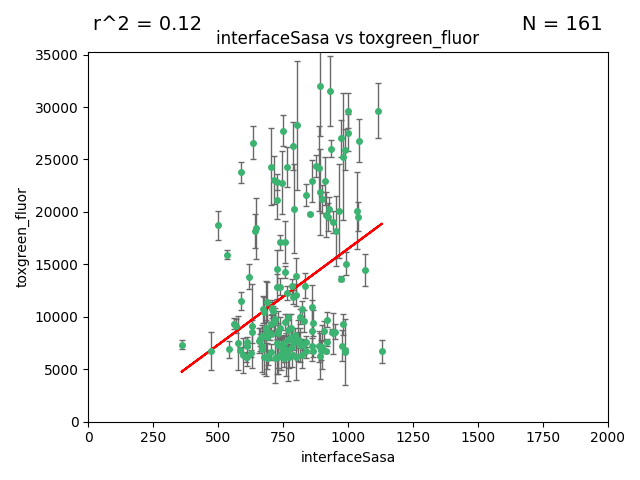 r^2 = 0.12
N = 161
interfaceSasa vs toxgreen_fluor
35000
30000
25000
20000
15000
10000
5000
0
toxgreen_fluor
0 250 500 750 1000 1250 1500 1750 2000
interfaceSasa